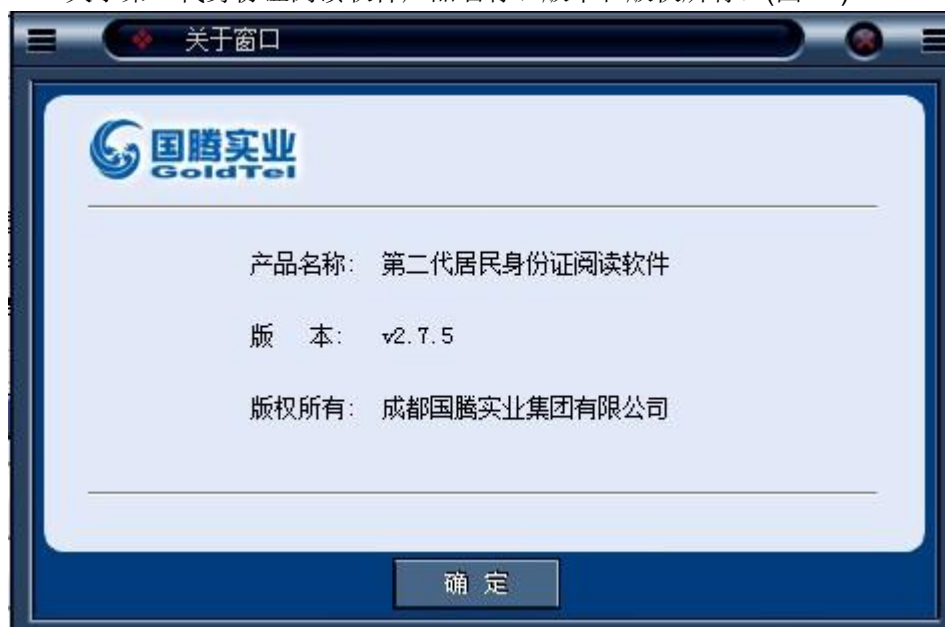 关于窗口
国腾实业
GoldTel
产品名称: 第二代居民身份证阅读软件
版 本: v2.7.5
版权所有: 成都国腾实业集团有限公司
确 定